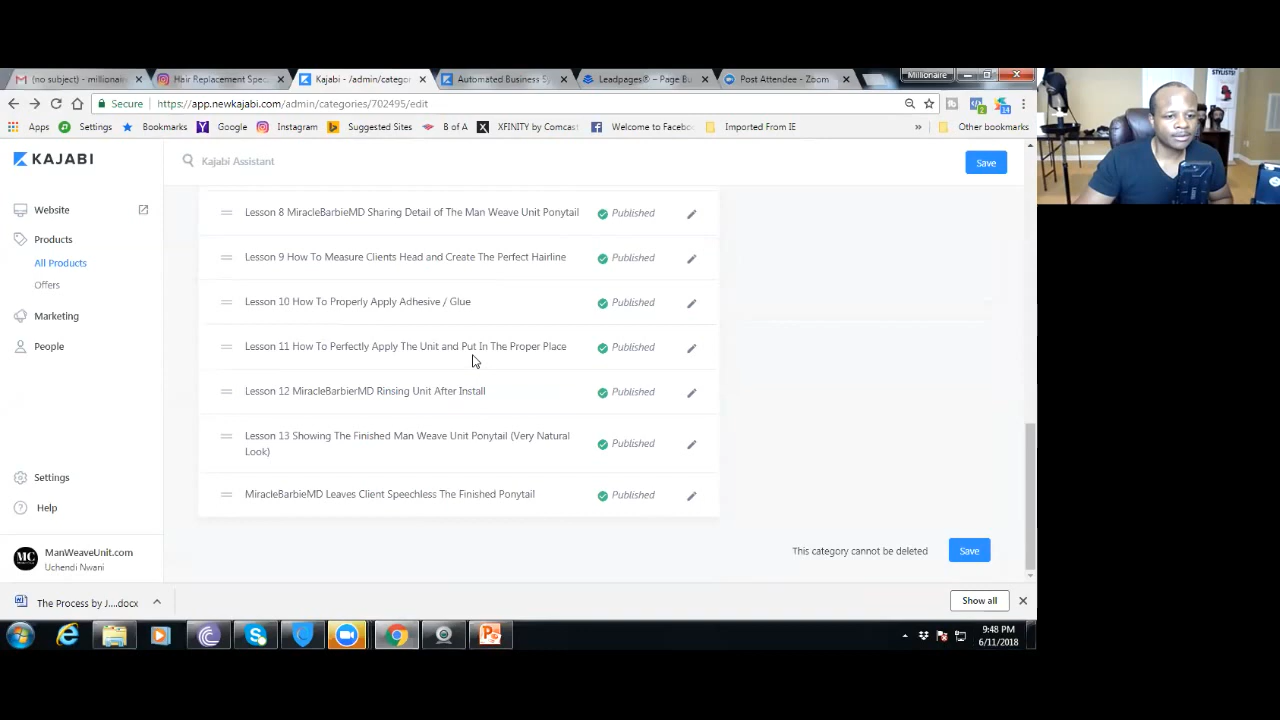 (no subject) - millionair
Hair Replacement Spec
Kajabi - /admin/categor
Automated Business Sy
Leadpages® – Page Bu
Post Attendee - Zoom
Millionaire
Secure
https://app.newkajabi.com/admin/categories/702495/edit
Apps
Settings
Bookmarks
Google
Instagram
Suggested Sites
B of A
XFINITY by Comcast
Welcome to Facebo
Imported From IE
»
Other bookmarks
KAJABI
Kajabi Assistant
Save
Website
Products
All Products
Offers
Marketing
People
Settings
Help
MC
ManWeaveUnit.com
Uchendi Nwani
Lesson 8 MiracleBarbieMD Sharing Detail of The Man Weave Unit Ponytail
Published
Lesson 9 How To Measure Clients Head and Create The Perfect Hairline
Published
Lesson 10 How To Properly Apply Adhesive / Glue
Published
Lesson 11 How To Perfectly Apply The Unit and Put In The Proper Place
Published
Lesson 12 MiracleBarbierMD Rinsing Unit After Install
Published
Lesson 13 Showing The Finished Man Weave Unit Ponytail (Very Natural
Look)
Published
MiracleBarbieMD Leaves Client Speechless The Finished Ponytail
Published
This category cannot be deleted
Save
The Process by J....docx
Show all
9:48 PM
6/11/2018